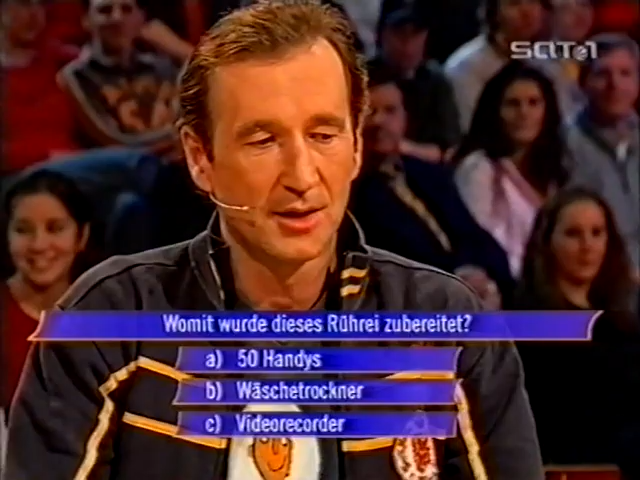 SAT.1
Womit wurde dieses Rührei zubereitet?
a) 50 Handys
b) Wäschetrockner
c) Videorecorder